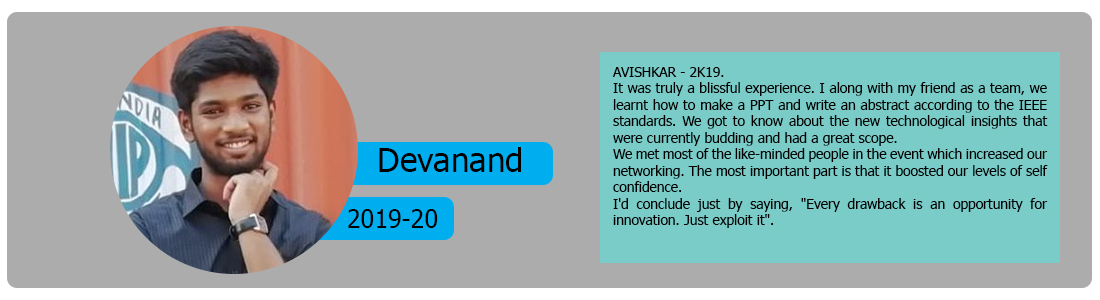 NDIA
IP
Devanand
2019-20
AVISHKAR - 2K19.
It was truly a blissful experience. I along with my friend as a team, we
learnt how to make a PPT and write an abstract according to the IEEE
standards. We got to know about the new technological insights that
were currently budding and had a great scope.
We met most of the like-minded people in the event which increased our
networking. The most important part is that it boosted our levels of self
confidence.
I'd conclude just by saying, "Every drawback is an opportunity for
innovation. Just exploit it".